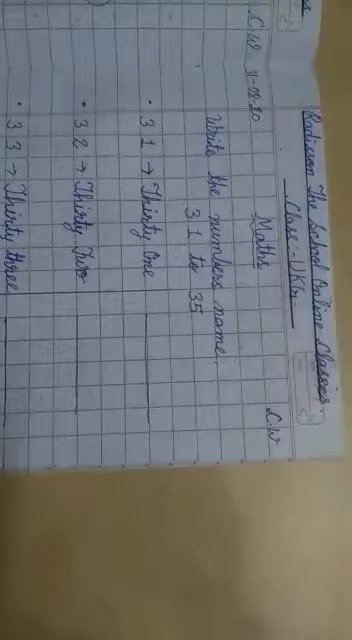 Radisson The School Online Classes.
Class:- UKG
C.W 11-08-20 Maths C.W
Write the numbers name.
31 to 35
• 31 → Thirty One
• 32 → Thirty Two
• 33 → Thirty three